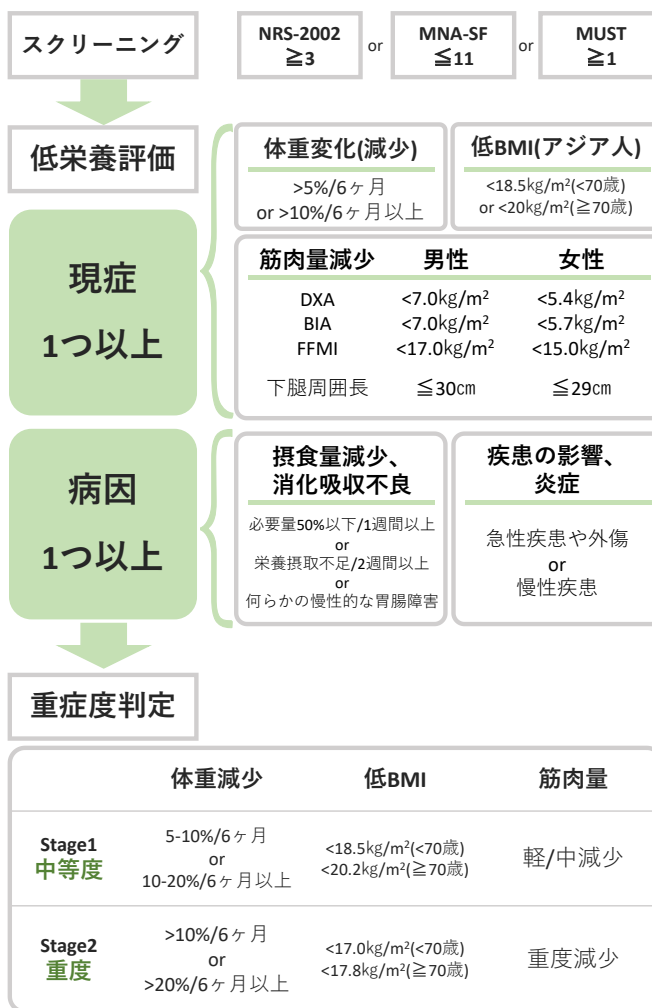 スクリーニング
NRS-2002
≧3
or
MNA-SF
≦11
or
MUST
≧1
低栄養評価
体重変化(減少)
>5%/6ヶ月
or >10%/6ヶ月以上
低BMI(アジア人)
<18.5kg/m²(<70歳)
or <20kg/m²(≧70歳)
現症
1つ以上
筋肉量減少 男性 女性
DXA <7.0kg/m² <5.4kg/m²
BIA <7.0kg/m² <5.7kg/m²
FFMI <17.0kg/m² <15.0kg/m²
下腿周囲長 ≦30㎝ ≦29㎝
病因
1つ以上
摂食量減少、
消化吸収不良
必要量50%以下/1週間以上
or
栄養摂取不足/2週間以上
or
何らかの慢性的な胃腸障害
疾患の影響、
炎症
急性疾患や外傷
or
慢性疾患
重症度判定
体重減少 低BMI 筋肉量
Stage1
中等度
5-10%/6ヶ月
or
10-20%/6ヶ月以上
<18.5kg/m²(<70歳)
<20.2kg/m²(≧70歳)
軽/中減少
Stage2
重度
>10%/6ヶ月
or
>20%/6ヶ月以上
<17.0kg/m²(<70歳)
<17.8kg/m²(≧70歳)
重度減少